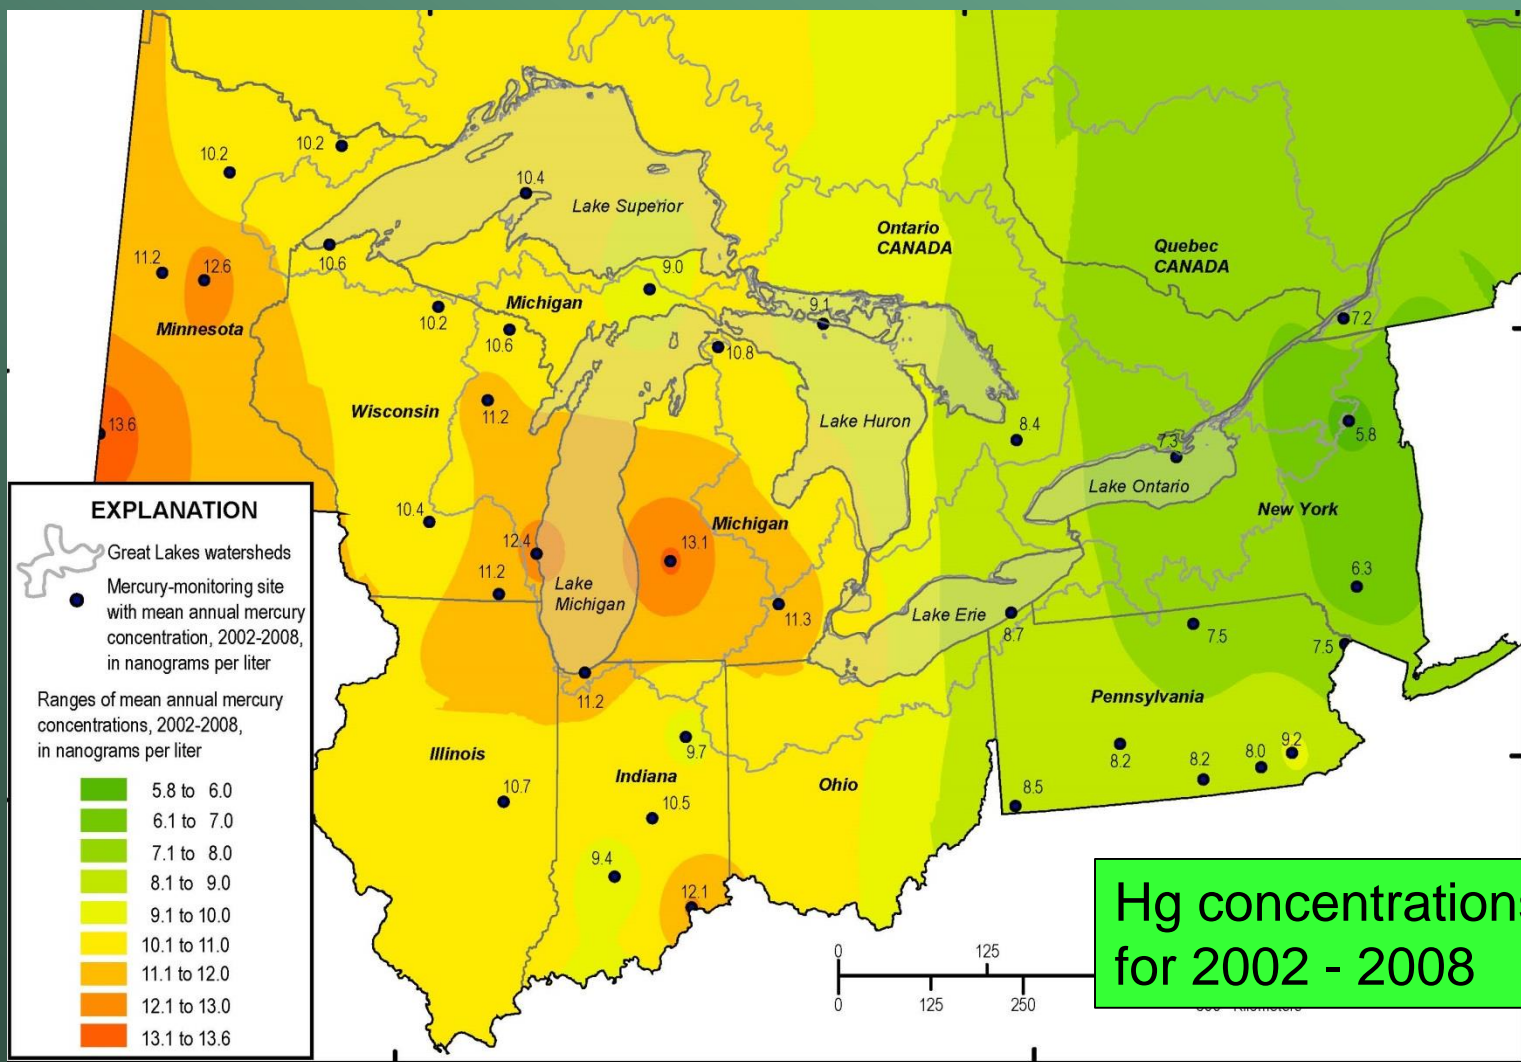 10.2
10.2
10.4
Lake Superior
Ontario
CANADA
Quebec
CANADA
11.2
12.6
10.6
9.0
Michigan
9.1
7.2
Minnesota
10.2
10.6
10.8
13.6
Wisconsin
11.2
Lake Huron
8.4
7.3
5.8
Lake Ontario
New York
10.4
Michigan
12.4
13.1
11.2
Lake
Michigan
11.3
Lake Erie
8.7
6.3
7.5
7.5
11.2
Pennsylvania
Illinois
9.7
Indiana
Ohio
8.2
8.2
8.0
9.2
10.7
10.5
8.5
9.4
12.1
EXPLANATION
Great Lakes watersheds
Mercury-monitoring site
with mean annual mercury
concentration, 2002-2008,
in nanograms per liter
Ranges of mean annual mercury
concentrations, 2002-2008,
in nanograms per liter
5.8 to 6.0
6.1 to 7.0
7.1 to 8.0
8.1 to 9.0
9.1 to 10.0
10.1 to 11.0
11.1 to 12.0
12.1 to 13.0
13.1 to 13.6
0 125
0 125 250
Hg concentrations
for 2002 - 2008